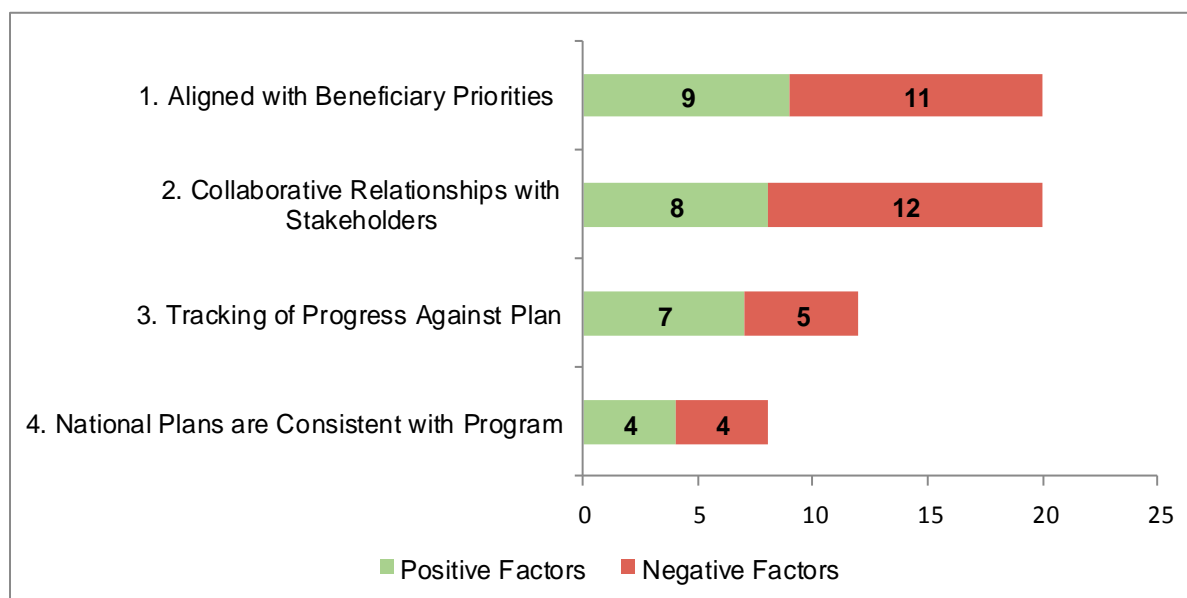 1. Aligned with Beneficiary Priorities
9 11
2. Collaborative Relationships with
Stakeholders
8 12
3. Tracking of Progress Against Plan
7 5
4. National Plans are Consistent with Program
4 4
0 5 10 15 20 25
Positive Factors Negative Factors